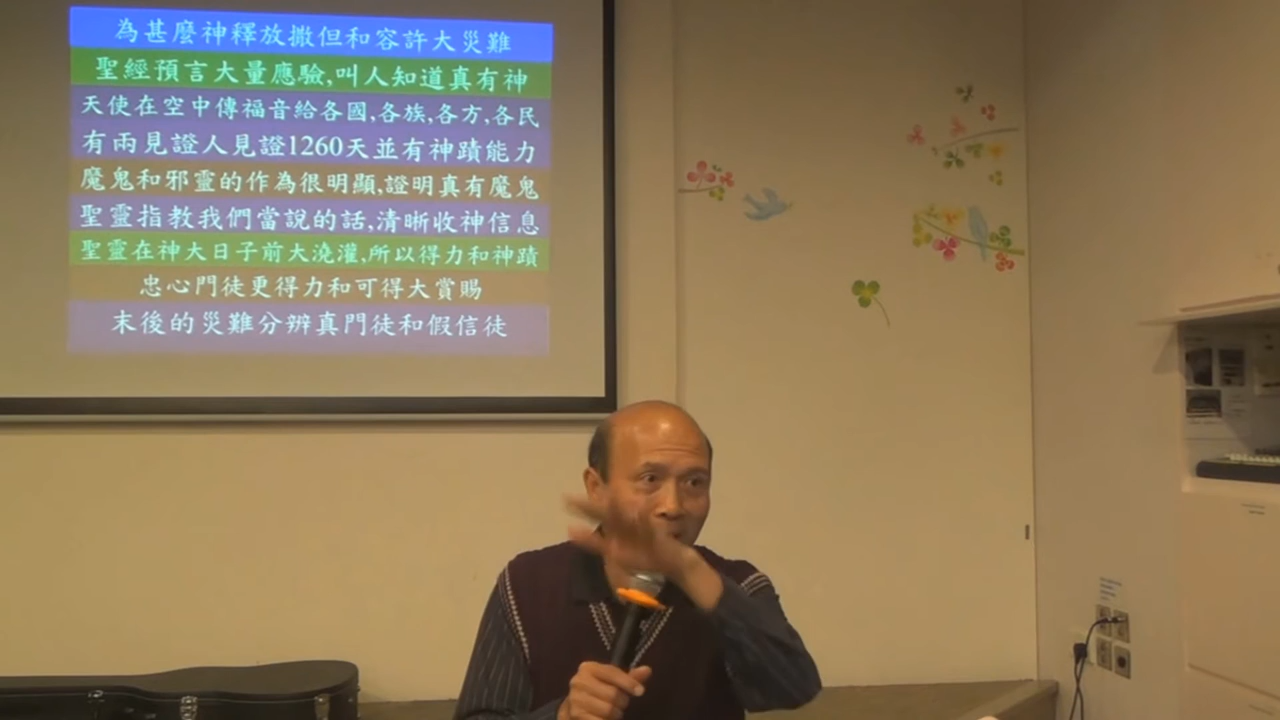 為甚麼神釋放撒但和容許大災難
聖經預言大量應驗,叫人知道真有神
天使在空中傳福音給各國,各族,各方,各民
有兩見證人見證1260天並有神蹟能力
魔鬼和邪靈的作為很明顯,證明真有魔鬼
聖靈指教我們當說的話,清晰收神信息
聖靈在神大日子前大澆灌,所以得力和神蹟
忠心門徒更得力和可得大賞賜
末後的災難分辨真門徒和假信徒